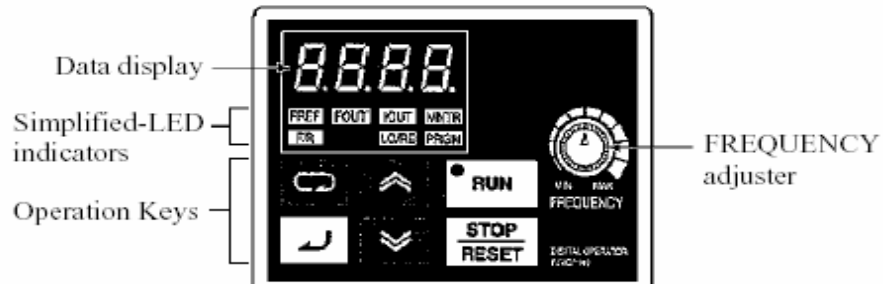 Data display
8.8.8.8.
Simplified-LED
indicators
FREF FOUT IOUT MNTR
F/R LO/RE PRGM
Operation Keys
RUN
STOP
RESET
MIN MAX
FREQUENCY
DIGITAL OPERATOR
FREQUENCY
adjuster